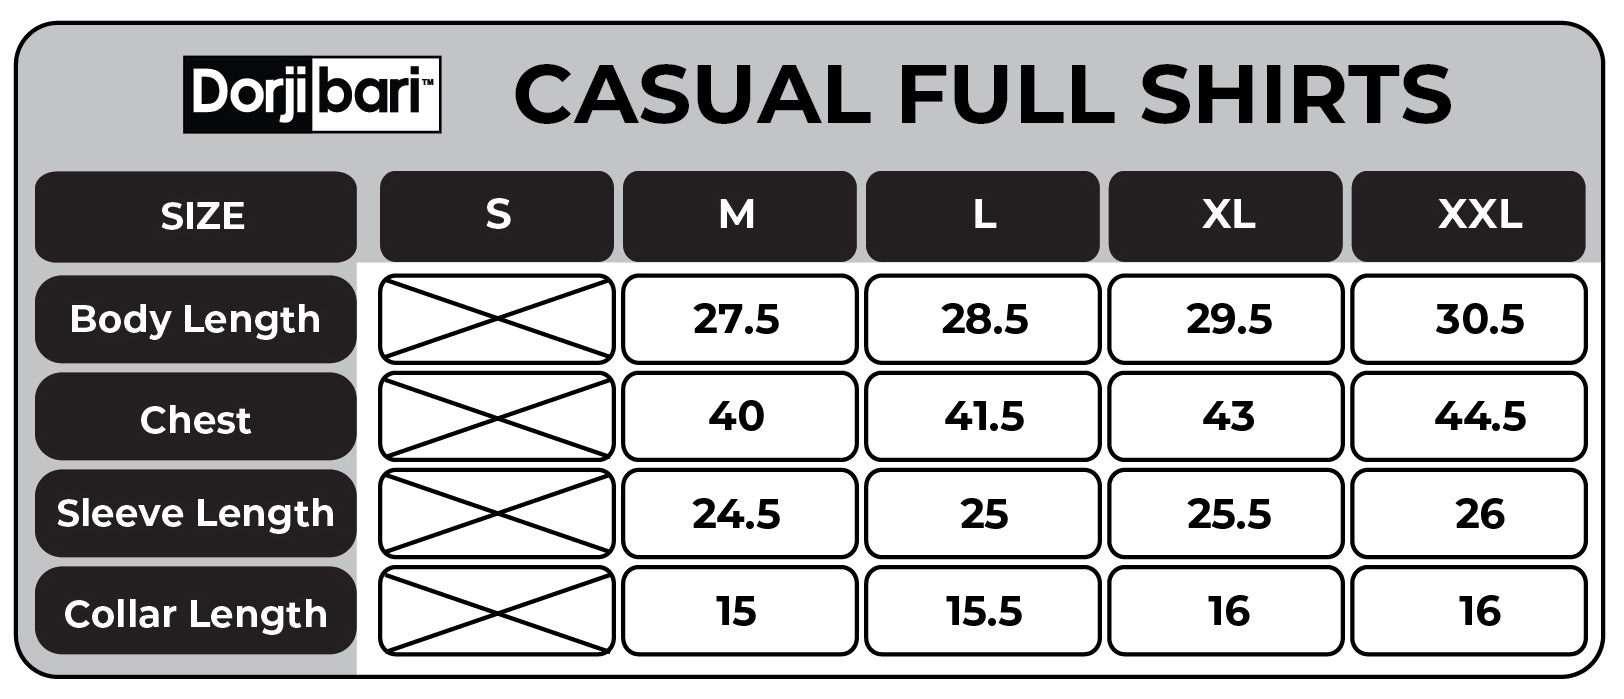 Dorjibari™ CASUAL FULL SHIRTS
SIZE S M L XL XXL
Body Length 27.5 28.5 29.5 30.5
Chest 40 41.5 43 44.5
Sleeve Length 24.5 25 25.5 26
Collar Length 15 15.5 16 16